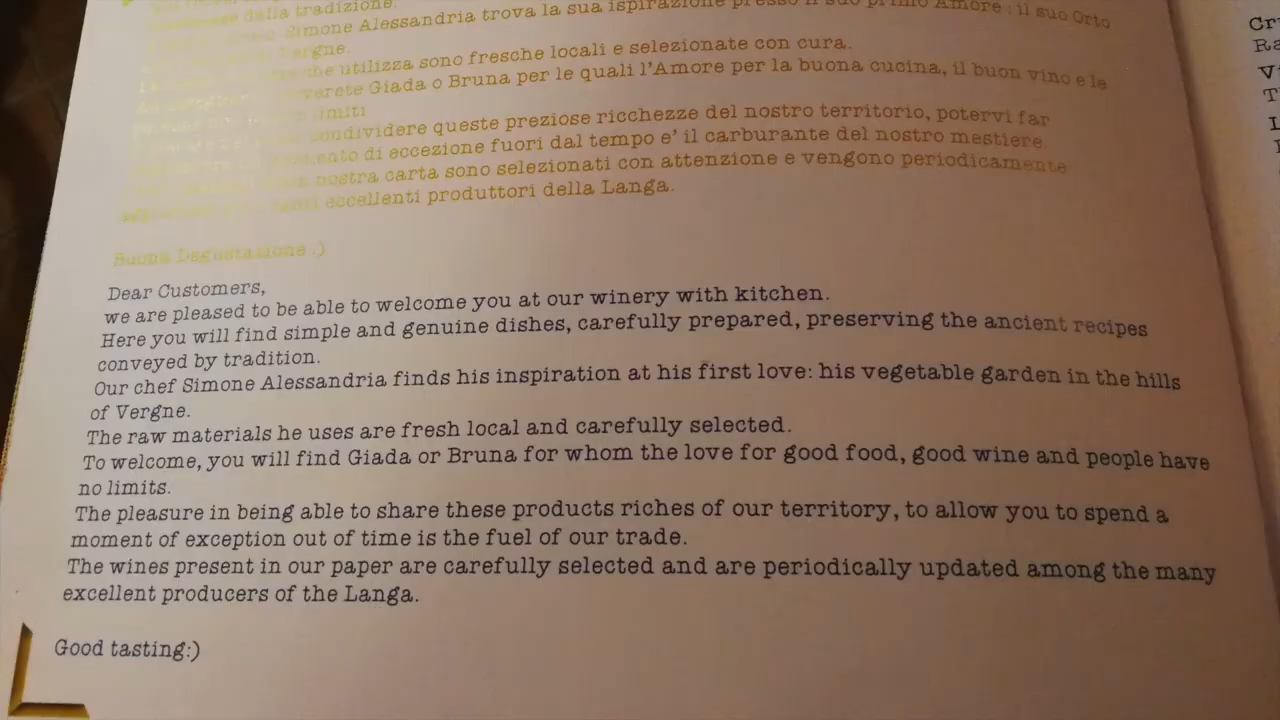 della tradizione.
Simone Alessandria trova la sua ispirazione presso il suo primo Amore : il suo Orto
Vergne.
che utilizza sono fresche locali e selezionate con cura.
Giada o Bruna per le quali l'Amore per la buona cucina, il buon vino e le
limiti
condividere queste preziose ricchezze del nostro territorio, potervi far
di eccezione fuori dal tempo e' il carburante del nostro mestiere.
nostra carta sono selezionati con attenzione e vengono periodicamente
eccellenti produttori della Langa.
Buona Degustazione :)
Dear Customers,
we are pleased to be able to welcome you at our winery with kitchen.
Here you will find simple and genuine dishes, carefully prepared, preserving the ancient recipes
conveyed by tradition.
Our chef Simone Alessandria finds his inspiration at his first love: his vegetable garden in the hills
of Vergne.
The raw materials he uses are fresh local and carefully selected.
To welcome, you will find Giada or Bruna for whom the love for good food, good wine and people have
no limits.
The pleasure in being able to share these products riches of our territory, to allow you to spend a
moment of exception out of time is the fuel of our trade.
The wines present in our paper are carefully selected and are periodically updated among the many
excellent producers of the Langa.
Good tasting:)